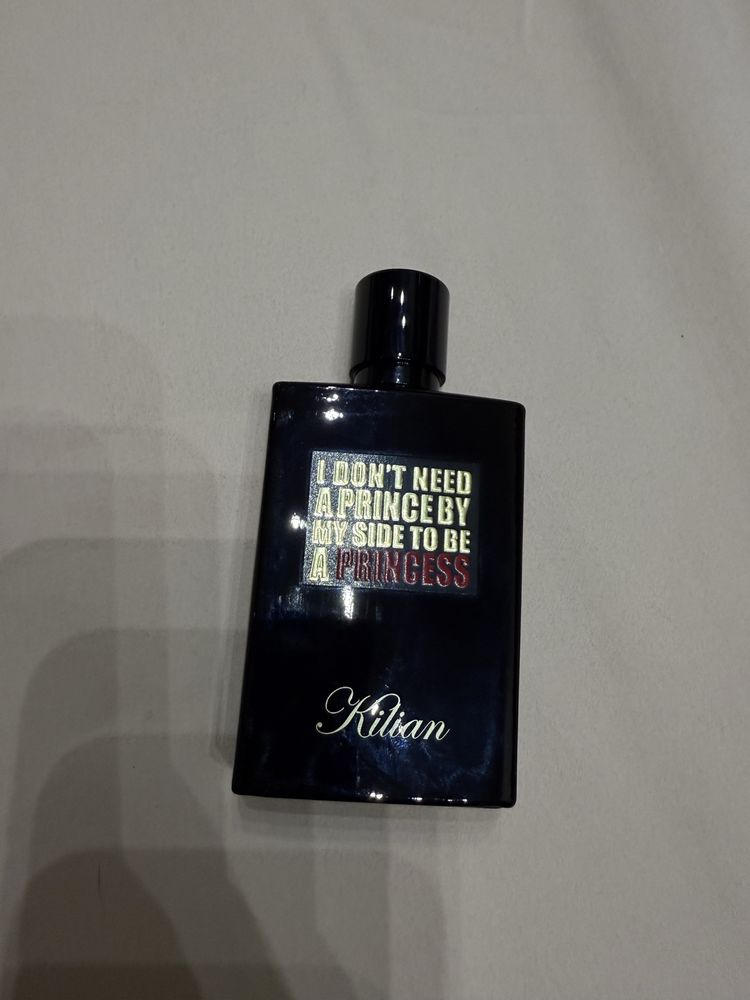 I DON'T NEED
A PRINCE BY
MY SIDE TO BE
A PRINCESS
Kilian